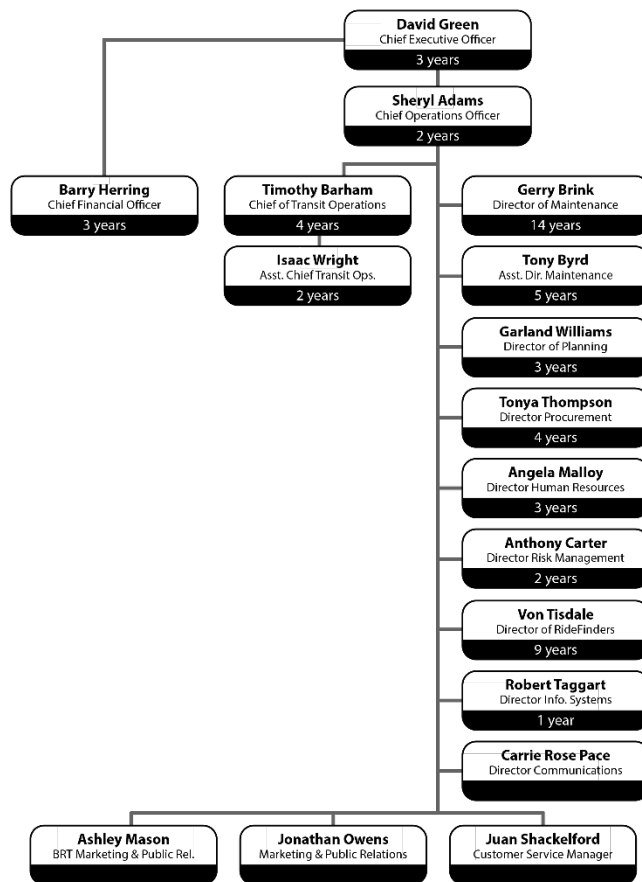 David Green
Chief Executive Officer
3 years
Sheryl Adams
Chief Operations Officer
2 years
Barry Herring
Chief Financial Officer
3 years
Timothy Barham
Chief of Transit Operations
4 years
Gerry Brink
Director of Maintenance
14 years
Isaac Wright
Asst. Chief Transit Ops.
2 years
Tony Byrd
Asst. Dir. Maintenance
5 years
Garland Williams
Director of Planning
3 years
Tonya Thompson
Director Procurement
4 years
Angela Malloy
Director Human Resources
3 years
Anthony Carter
Director Risk Management
2 years
Von Tisdale
Director of RideFinders
9 years
Robert Taggart
Director Info. Systems
1 year
Carrie Rose Pace
Director Communications
Ashley Mason
BRT Marketing & Public Rel.
Jonathan Owens
Marketing & Public Relations
Juan Shackelford
Customer Service Manager